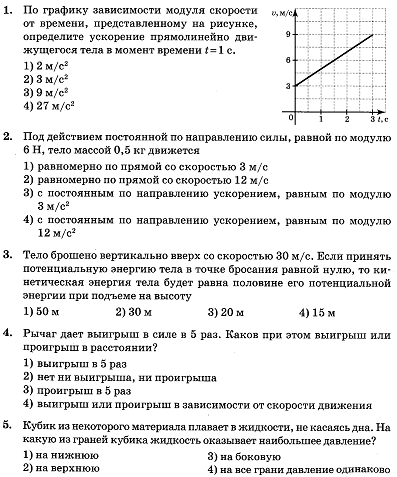 1. По графику зависимости модуля скорости
от времени, представленному на рисунке,
определите ускорение прямолинейно дви-
жущегося тела в момент времени t=1 с.
1) 2 м/с²
2) 3 м/с²
3) 9 м/с²
4) 27 м/с²
υ, м/с
9
6
3
0 1 2 3 t, с
2. Под действием постоянной по направлению силы, равной по модулю
6 Н, тело массой 0,5 кг движется
1) равномерно по прямой со скоростью 3 м/с
2) равномерно по прямой со скоростью 12 м/с
3) с постоянным по направлению ускорением, равным по модулю
3 м/с²
4) с постоянным по направлению ускорением, равным по модулю
12 м/с²
3. Тело брошено вертикально вверх со скоростью 30 м/с. Если принять
потенциальную энергию тела в точке бросания равной нулю, то ки-
нетическая энергия тела будет равна половине его потенциальной
энергии при подъеме на высоту
1) 50 м 2) 30 м 3) 20 м 4) 15 м
4. Рычаг дает выигрыш в силе в 5 раз. Каков при этом выигрыш или
проигрыш в расстоянии?
1) выигрыш в 5 раз
2) нет ни выигрыша, ни проигрыша
3) проигрыш в 5 раз
4) выигрыш или проигрыш в зависимости от скорости движения
5. Кубик из некоторого материала плавает в жидкости, не касаясь дна. На
какую из граней кубика жидкость оказывает наибольшее давление?
1) на нижнюю 3) на боковую
2) на верхнюю 4) на все грани давление одинаково